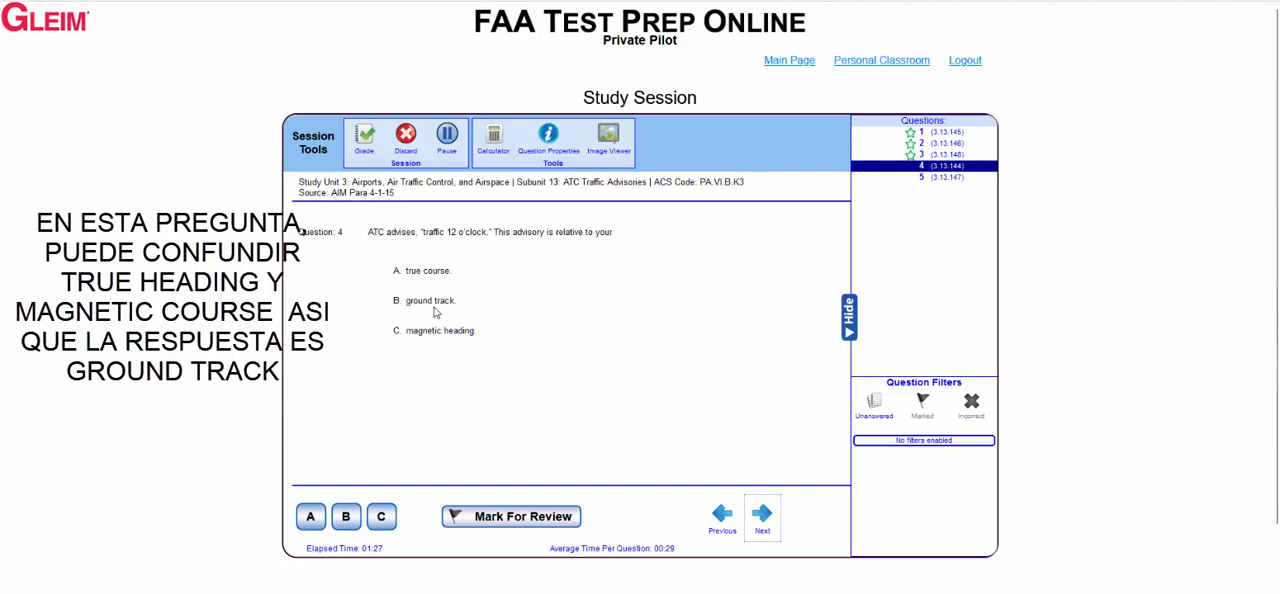 GLEIM
FAA TEST PREP ONLINE
Private Pilot
Main Page Personal Classroom Logout
Study Session
Session Tools
Grade Discard Pause
Session
Calculator Question Properties Image Viewer
Tools
Questions:
1 (3.13.145)
2 (3.13.146)
3 (3.13.148)
4 (3.13.144)
5 (3.13.147)
Study Unit 3: Airports, Air Traffic Control, and Airspace | Subunit 13: ATC Traffic Advisories | ACS Code: PA.VI.B.K3
Source: AIM Para 4-1-15
EN ESTA PREGUNTA
PUEDE CONFUNDIR
TRUE HEADING Y
MAGNETIC COURSE ASI
QUE LA RESPUESTA ES
GROUND TRACK
Question: 4 ATC advises, "traffic 12 o'clock." This advisory is relative to your
A. true course.
B. ground track.
C. magnetic heading.
Hide
Question Filters
Unanswered Marked Incorrect
No filters enabled
A B C
Mark For Review
Previous Next
Elapsed Time: 01:27
Average Time Per Question: 00:29